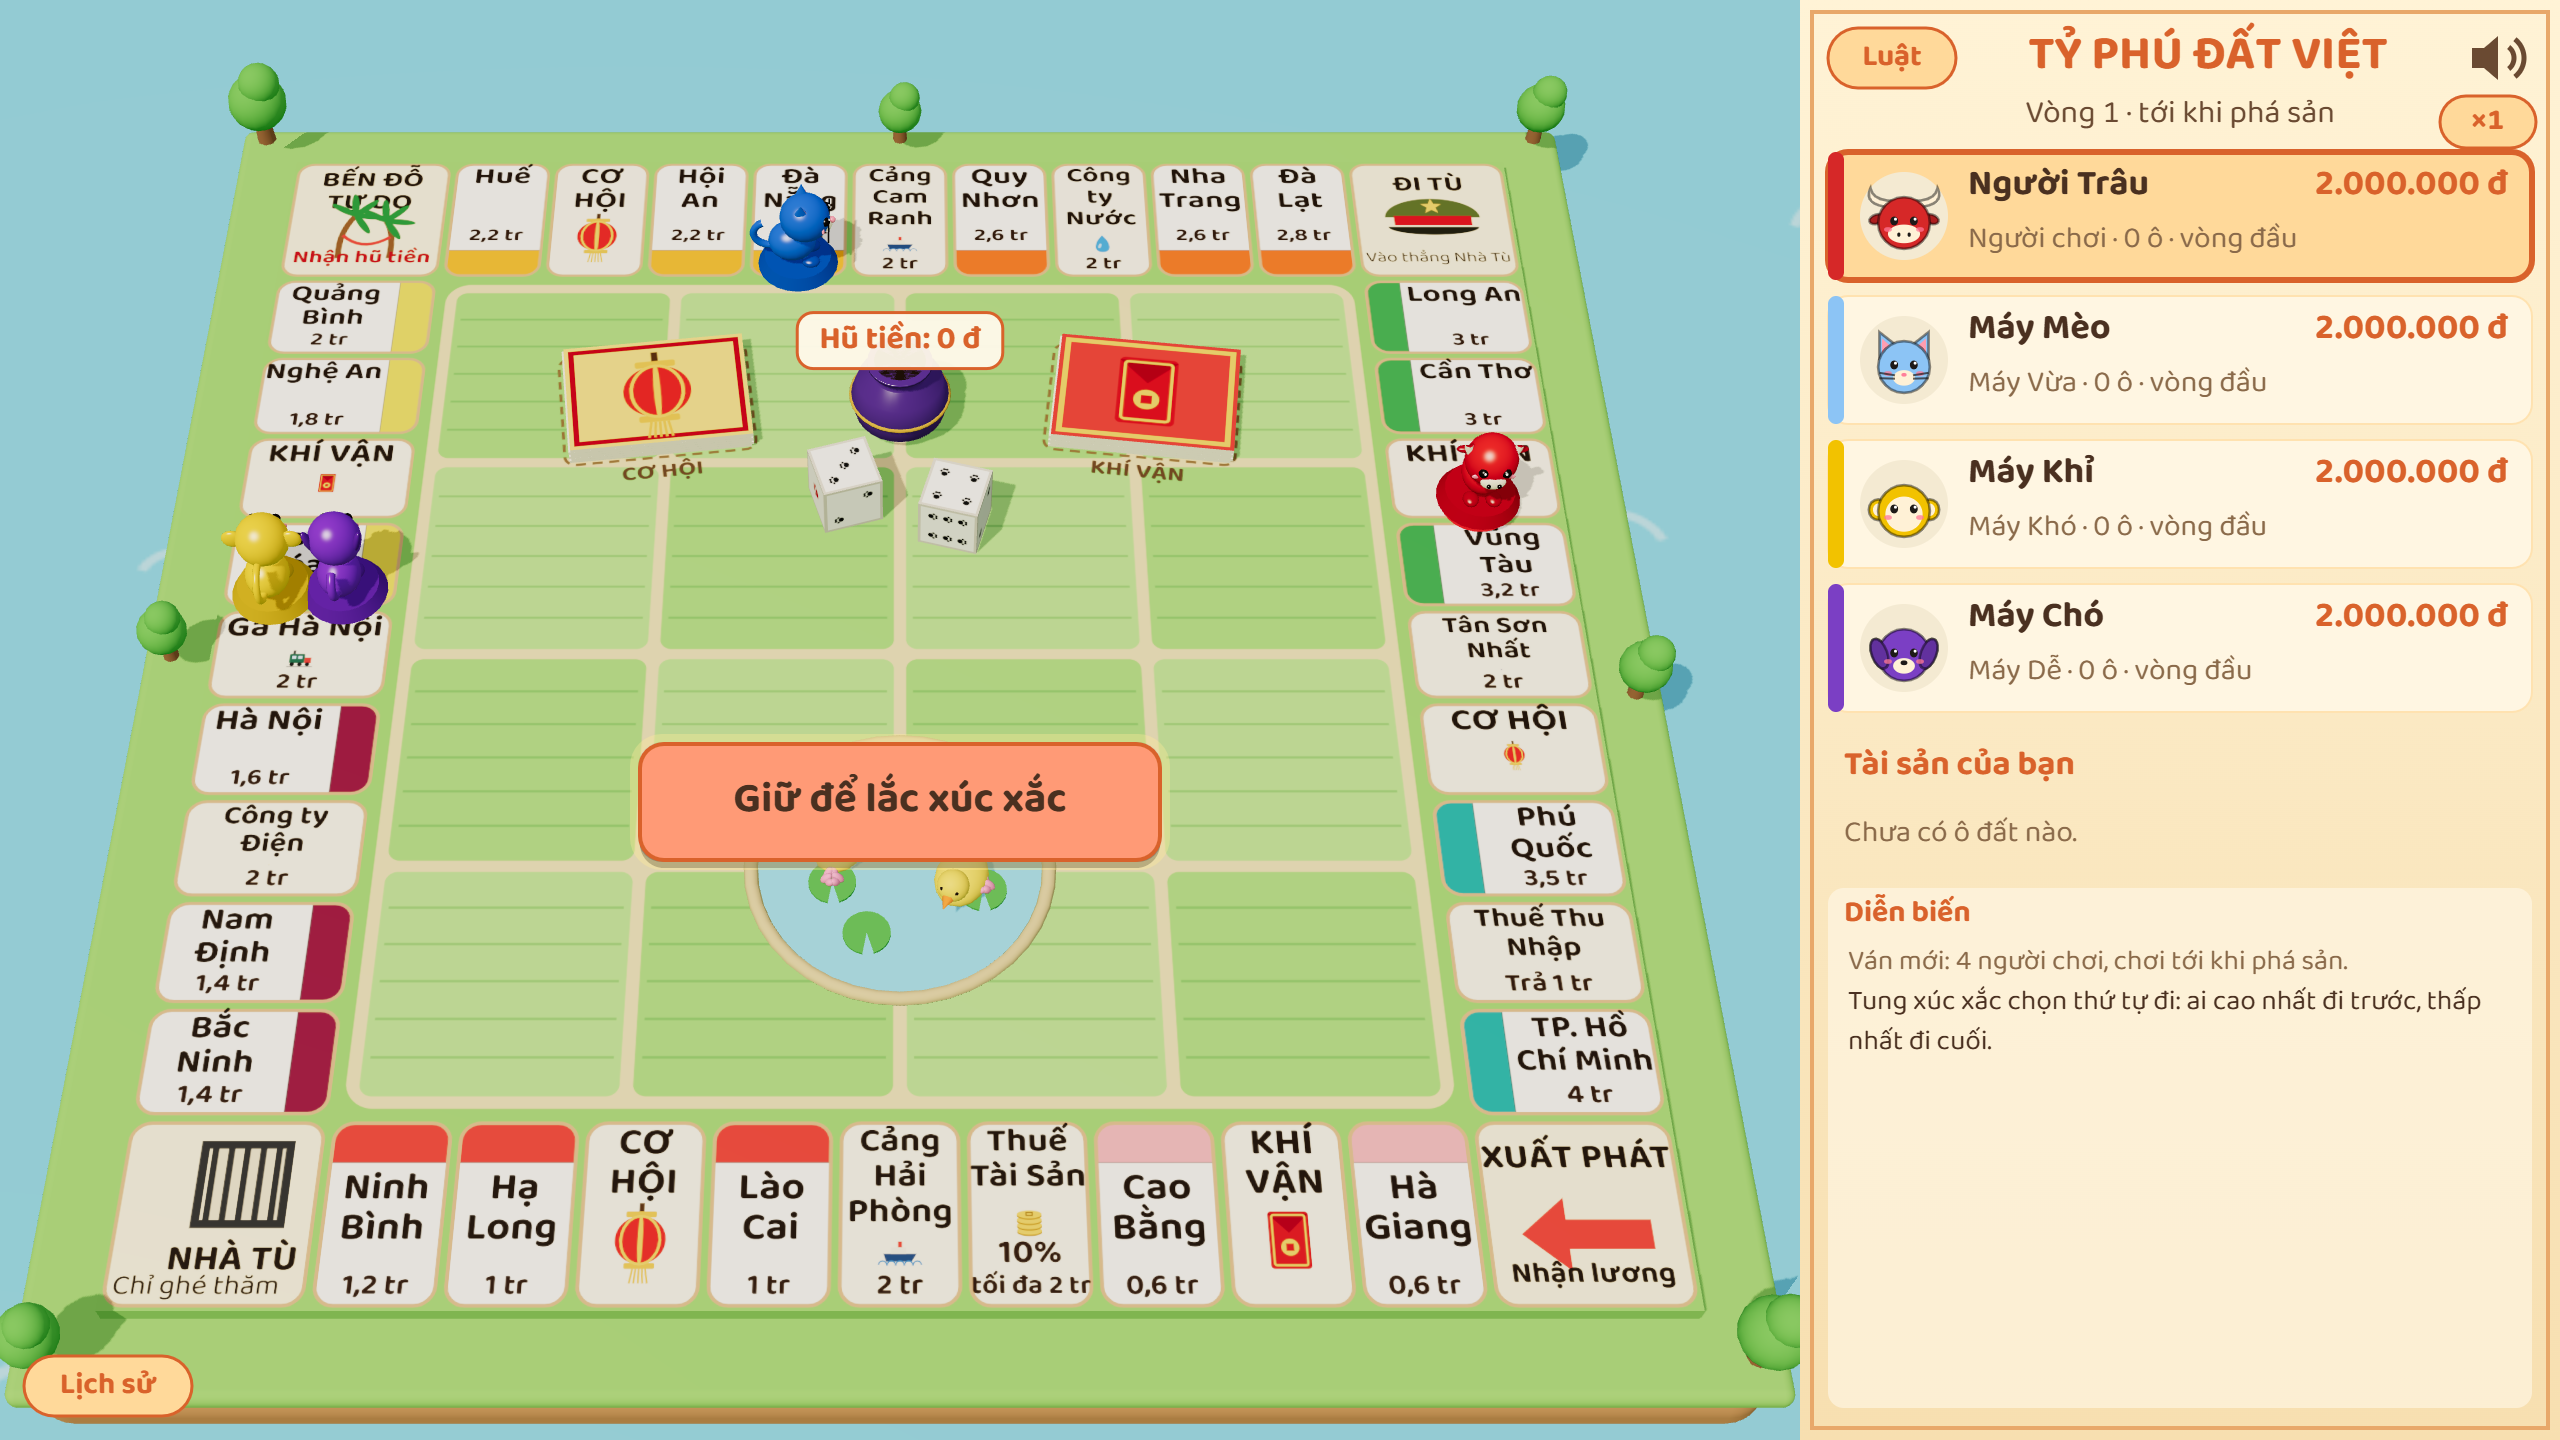 BẾN ĐỖ
TỰ DO
Nhận hũ tiền
Huế
2,2 tr
CƠ
HỘI
Hội
An
2,2 tr
Đà
Cảng
Cam
Ranh
2 tr
Quy
Nhơn
2,6 tr
Công
ty
Nước
2 tr
Nha
Trang
2,6 tr
Đà
Lạt
2,8 tr
ĐI TÙ
Vào thẳng Nhà Tù
Quảng
Bình
2 tr
Nghệ An
1,8 tr
KHÍ VẬN
Ga Hà Nội
2 tr
Hà Nội
1,6 tr
Công ty
Điện
2 tr
Nam
Định
1,4 tr
Bắc
Ninh
1,4 tr
Hũ tiền: 0 đ
CƠ HỘI
KHÍ VẬN
Giữ để lắc xúc xắc
Long An
3 tr
Cần Thơ
3 tr
KHÍ
Vũng
Tàu
3,2 tr
Tân Sơn
Nhất
2 tr
CƠ HỘI
Phú
Quốc
3,5 tr
Thuế Thu
Nhập
Trả 1 tr
TP. Hồ
Chí Minh
4 tr
NHÀ TÙ
Chỉ ghé thăm
Ninh
Bình
1,2 tr
Hạ
Long
1 tr
CƠ
HỘI
Lào
Cai
1 tr
Cảng
Hải
Phòng
2 tr
Thuế
Tài Sản
10%
tối đa 2 tr
Cao
Bằng
0,6 tr
KHÍ
VẬN
Hà
Giang
0,6 tr
XUẤT PHÁT
Nhận lương
Lịch sử
Luật
TỶ PHÚ ĐẤT VIỆT
Vòng 1 · tới khi phá sản
×1
Người Trâu
2.000.000 đ
Người chơi · 0 ô · vòng đầu
Máy Mèo
2.000.000 đ
Máy Vừa · 0 ô · vòng đầu
Máy Khỉ
2.000.000 đ
Máy Khó · 0 ô · vòng đầu
Máy Chó
2.000.000 đ
Máy Dễ · 0 ô · vòng đầu
Tài sản của bạn
Chưa có ô đất nào.
Diễn biến
Ván mới: 4 người chơi, chơi tới khi phá sản.
Tung xúc xắc chọn thứ tự đi: ai cao nhất đi trước, thấp
nhất đi cuối.